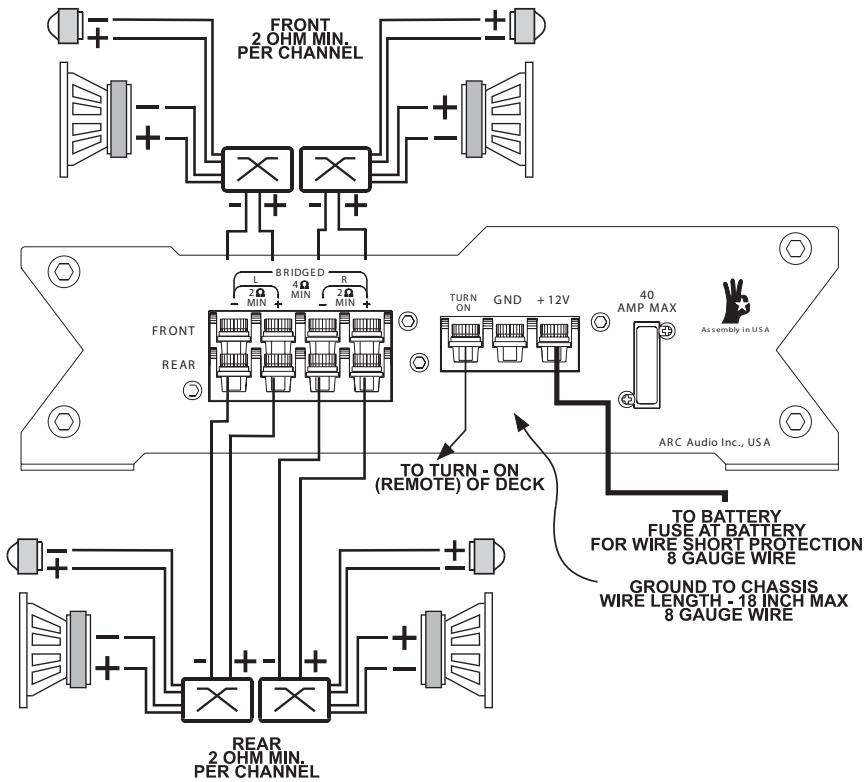 FRONT
2 OHM MIN.
PER CHANNEL
- +
+ -
- +
+ -
- + - +
BRIDGED
L 4Ω R
2Ω MIN 2Ω
- MIN + - MIN +
FRONT
REAR
TURN ON GND +12V
40
AMP MAX
Assembly in USA
ARC Audio Inc., USA
TO TURN - ON
(REMOTE) OF DECK
TO BATTERY
FUSE AT BATTERY
FOR WIRE SHORT PROTECTION
8 GAUGE WIRE
GROUND TO CHASSIS
WIRE LENGTH - 18 INCH MAX
8 GAUGE WIRE
- +
+ -
- +
+ -
- + - +
REAR
2 OHM MIN.
PER CHANNEL